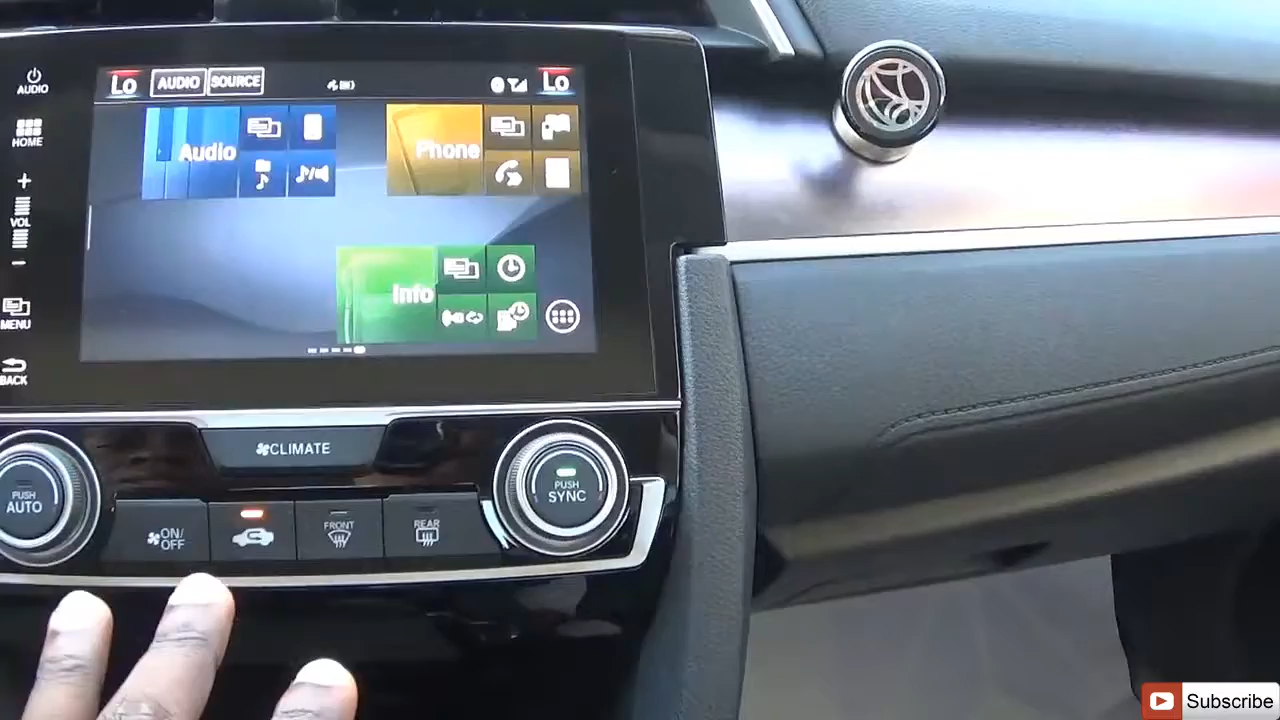 AUDIO
HOME
+
VOL
-
MENU
BACK
Lo
AUDIO
SOURCE
Lo
Audio
Phone
Info
CLIMATE
PUSH
AUTO
ON/
OFF
FRONT
REAR
PUSH
SYNC
Subscribe